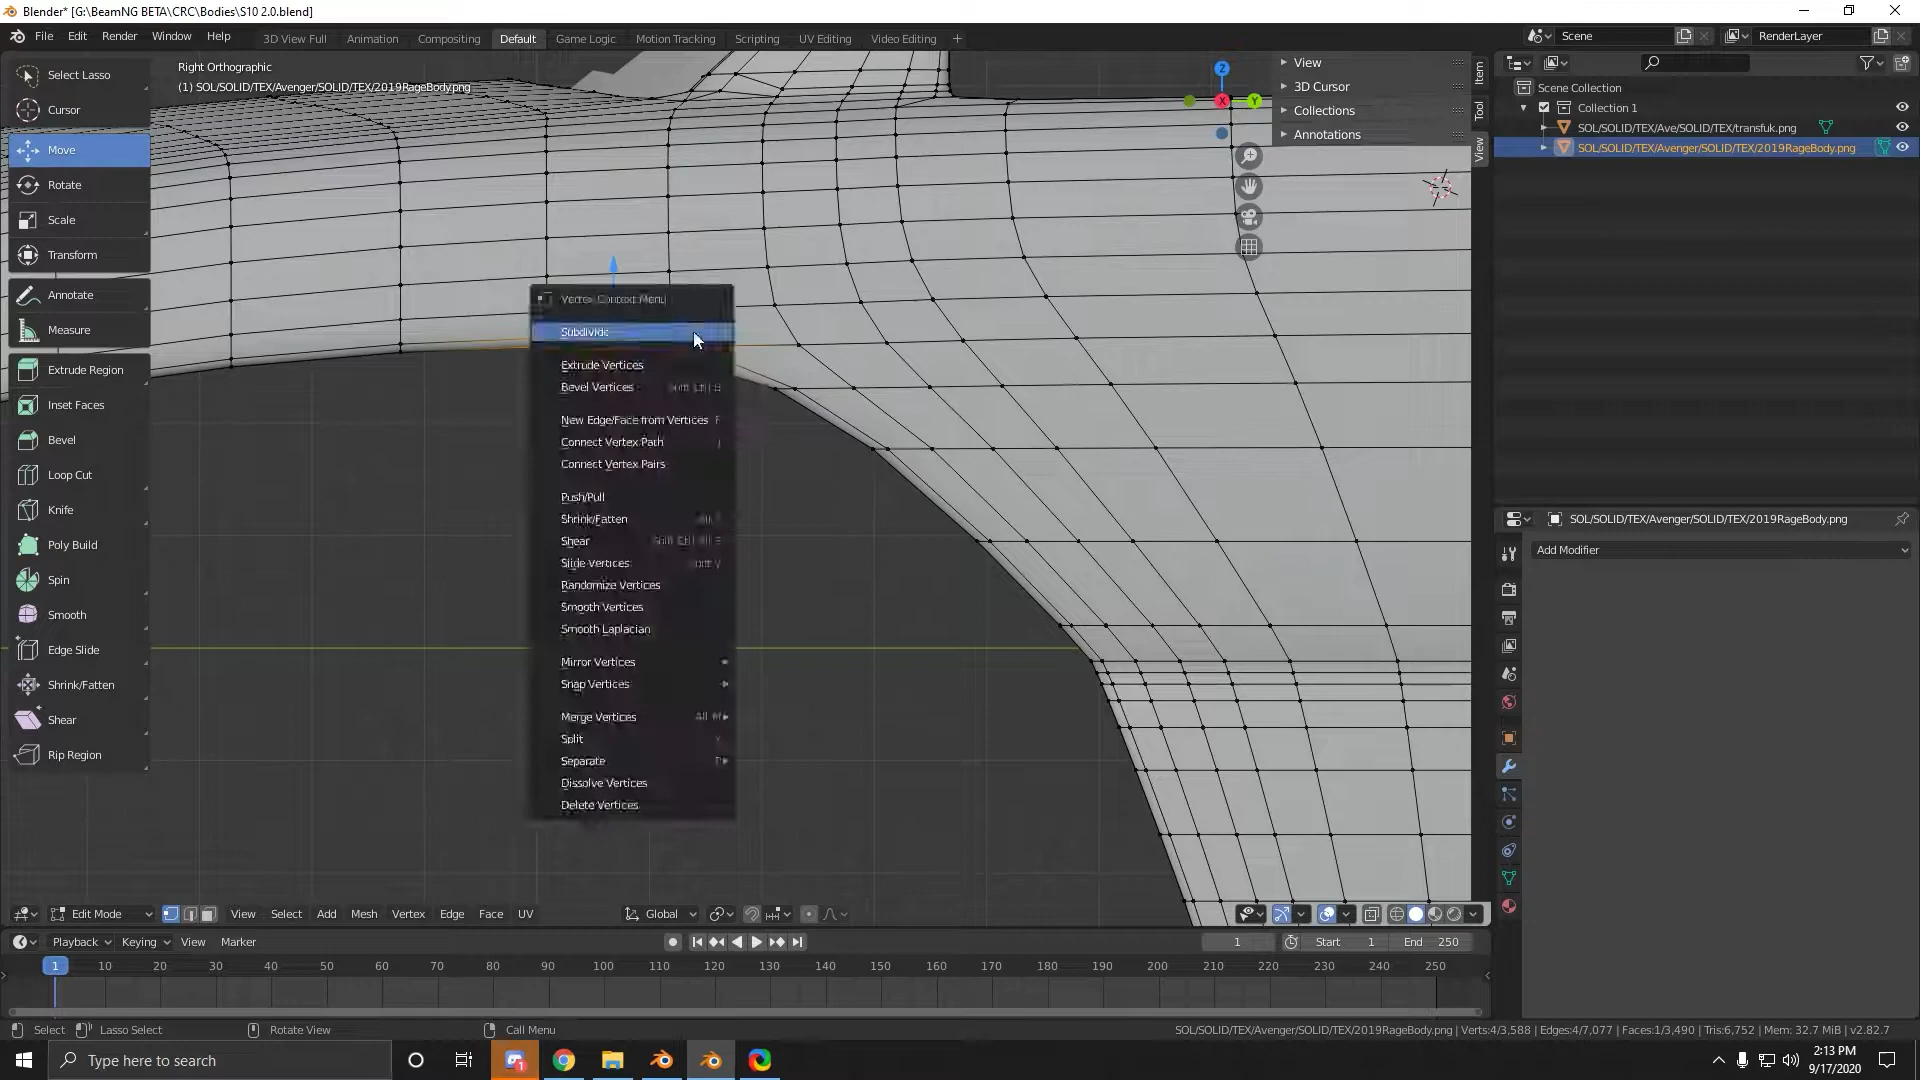 Blender* [G:\BeamNG BETA\CRC\Bodies\S10 2.0.blend]
File Edit Render Window Help
3D View Full Animation Compositing Default Game Logic Motion Tracking Scripting UV Editing Video Editing
Scene
RenderLayer
Right Orthographic
(1) SOL/SOLID/TEX/Avenger/SOLID/TEX/2019RageBody.png
Select Lasso
Cursor
Move
Rotate
Scale
Transform
Annotate
Measure
Extrude Region
Inset Faces
Bevel
Loop Cut
Knife
Poly Build
Spin
Smooth
Edge Slide
Shrink/Fatten
Shear
Rip Region
Vertex Context Menu
Subdivide
Extrude Vertices
Bevel Vertices
New Edge/Face from Vertices F
Connect Vertex Path J
Connect Vertex Pairs
Push/Pull
Shrink/Fatten
Shear
Slide Vertices
Randomize Vertices
Smooth Vertices
Smooth Laplacian
Mirror Vertices
Snap Vertices
Merge Vertices Alt M
Split Y
Separate
Dissolve Vertices
Delete Vertices
Z
X
Y
View
3D Cursor
Collections
Annotations
Item
Tool
View
Scene Collection
Collection 1
SOL/SOLID/TEX/Ave/SOLID/TEX/transfuk.png
SOL/SOLID/TEX/Avenger/SOLID/TEX/2019RageBody.png
SOL/SOLID/TEX/Avenger/SOLID/TEX/2019RageBody.png
Add Modifier
Edit Mode View Select Add Mesh Vertex Edge Face UV Global
Playback Keying View Marker 1 Start 1 End 250
1 10 20 30 40 50 60 70 80 90 100 110 120 130 140 150 160 170 180 190 200 210 220 230 240 250
Select Lasso Select Rotate View Call Menu
SOL/SOLID/TEX/Avenger/SOLID/TEX/2019RageBody.png | Verts:4/3,588 | Edges:4/7,077 | Faces:1/3,490 | Tris:6,752 | Mem: 32.7 MiB | v2.82.7
Type here to search
1
2:13 PM
9/17/2020